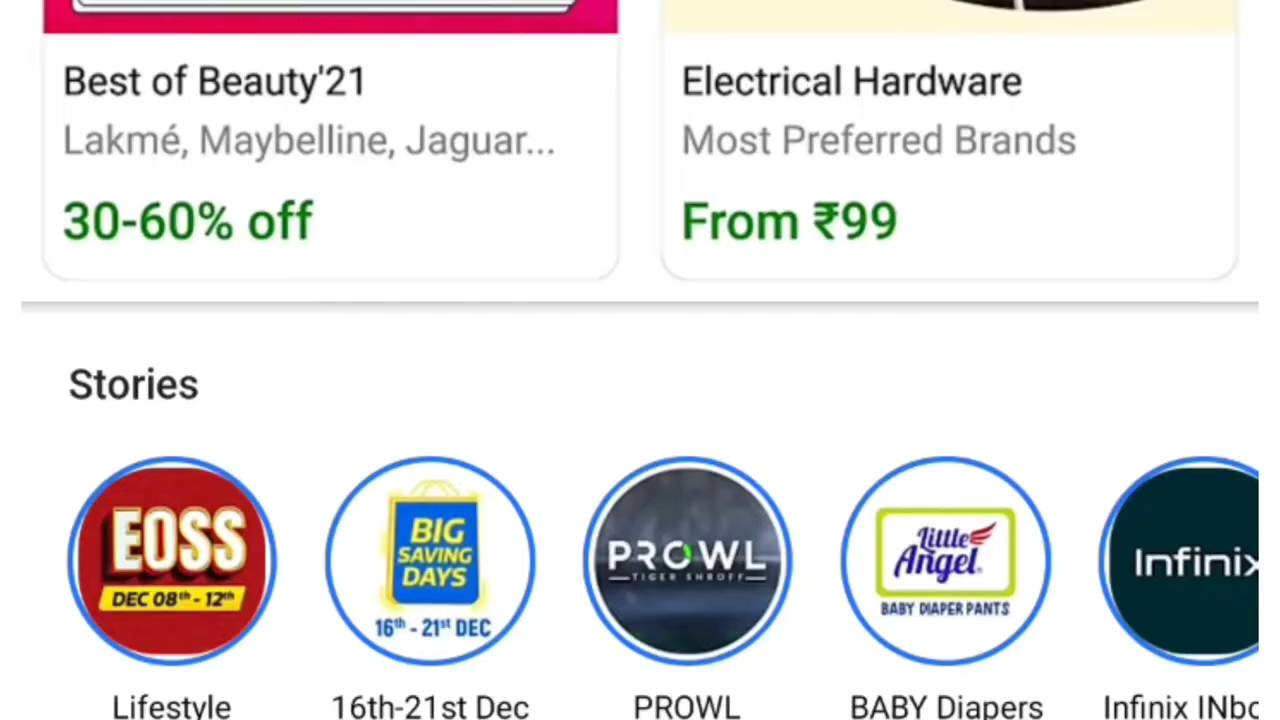 Best of Beauty'21
Lakmé, Maybelline, Jaguar...
30-60% off
Electrical Hardware
Most Preferred Brands
From ₹99
Stories
EOSS
DEC 08th - 12th
Lifestyle
BIG
SAVING
DAYS
16th - 21st DEC
16th-21st Dec
PROWL
TIGER SHROFF
PROWL
Little
Angel
BABY DIAPER PANTS
BABY Diapers
Infinix
Infinix INbo